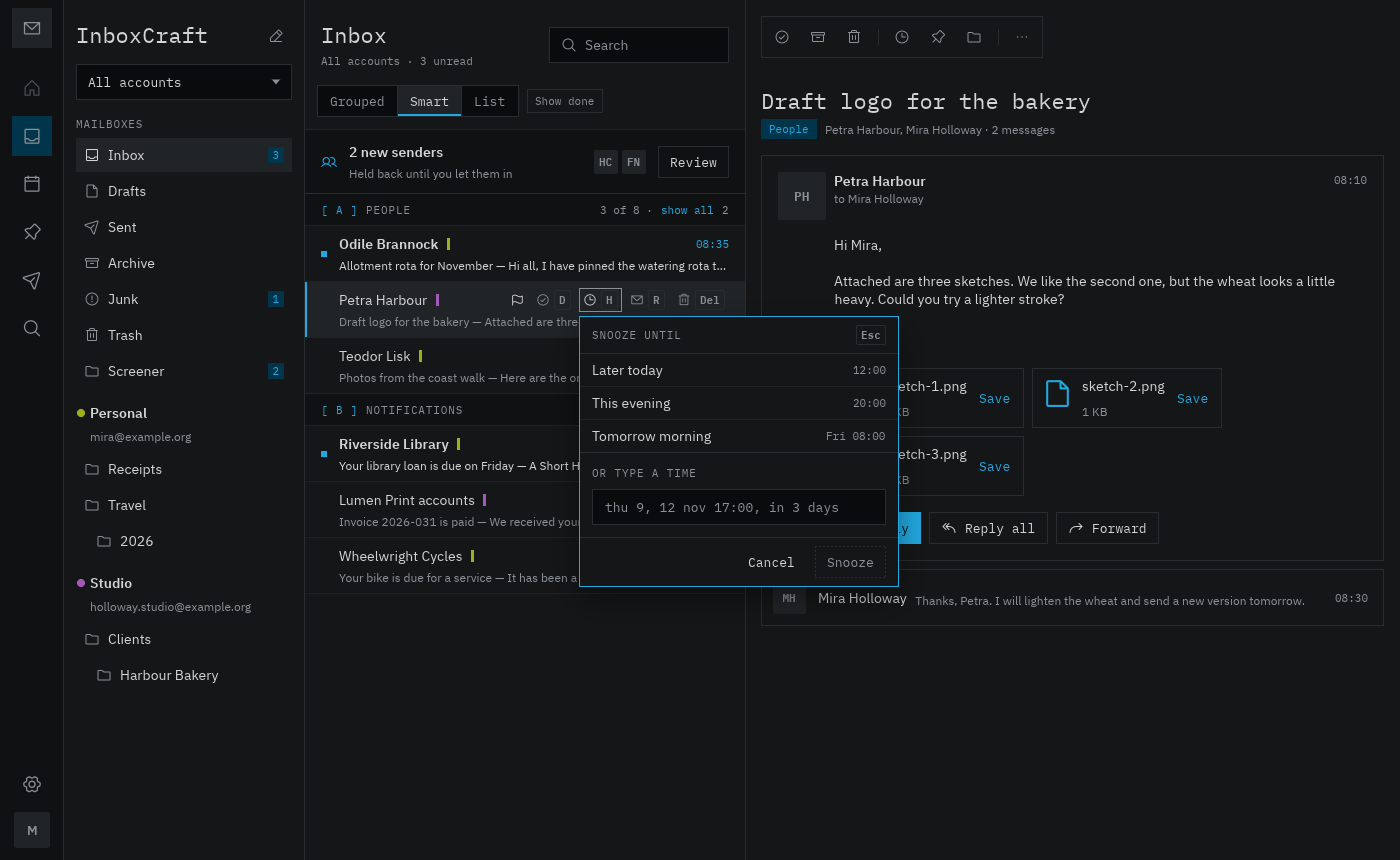 InboxCraft
All accounts
MAILBOXES
Inbox 3
Drafts
Sent
Archive
Junk 1
Trash
Screener 2
Personal
mira@example.org
Receipts
Travel
2026
Studio
holloway.studio@example.org
Clients
Harbour Bakery
M
Inbox
All accounts · 3 unread
Search
Grouped Smart List Show done
2 new senders
Held back until you let them in
HC FN Review
[ A ] PEOPLE 3 of 8 · show all 2
Odile Brannock 08:35
Allotment rota for November — Hi all, I have pinned the watering rota t…
Petra Harbour D H R Del
Draft logo for the bakery — Attached are thre
Teodor Lisk
Photos from the coast walk — Here are the
[ B ] NOTIFICATIONS
Riverside Library
Your library loan is due on Friday — A Short H
Lumen Print accounts
Invoice 2026-031 is paid — We received your
Wheelwright Cycles
Your bike is due for a service — It has been a
SNOOZE UNTIL Esc
Later today 12:00
This evening 20:00
Tomorrow morning Fri 08:00
OR TYPE A TIME
thu 9, 12 nov 17:00, in 3 days
Cancel Snooze
Draft logo for the bakery
People Petra Harbour, Mira Holloway · 2 messages
PH Petra Harbour 08:10
to Mira Holloway
Hi Mira,
Attached are three sketches. We like the second one, but the wheat looks a little
heavy. Could you try a lighter stroke?
etch-1.png Save
KB
sketch-2.png Save
1 KB
etch-3.png Save
KB
Reply all Forward
MH Mira Holloway Thanks, Petra. I will lighten the wheat and send a new version tomorrow. 08:30